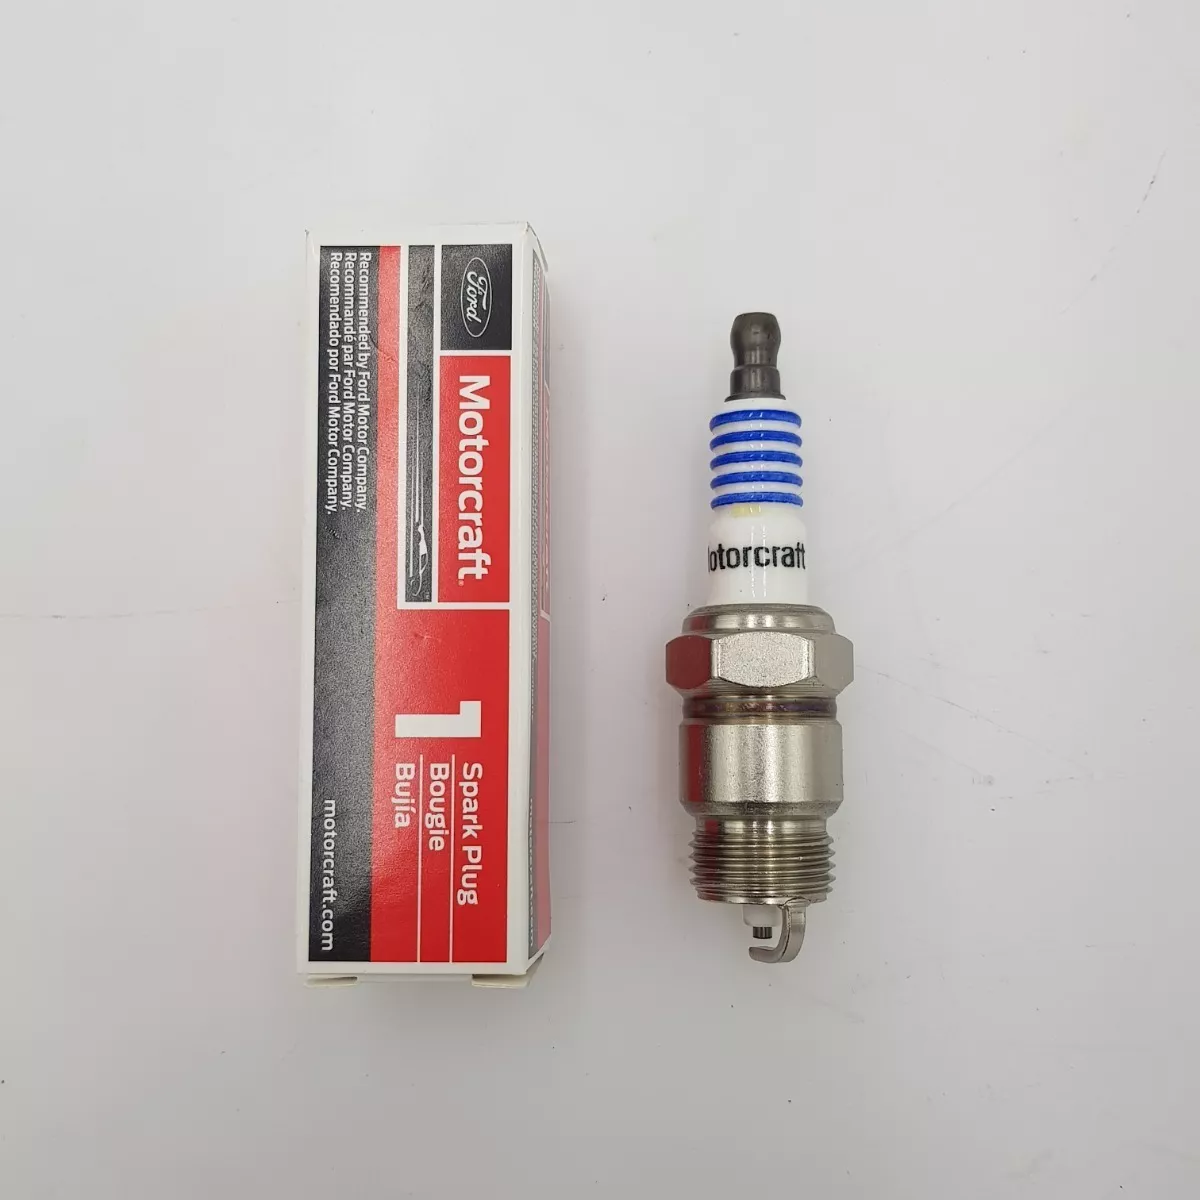 Ford
Motorcraft
Recommended by Ford Motor Company.
Recommandé par Ford Motor Company.
Recomendado por Ford Motor Company.
1
Spark Plug
Bougie
Bujía
motorcraft.com
otorcraft